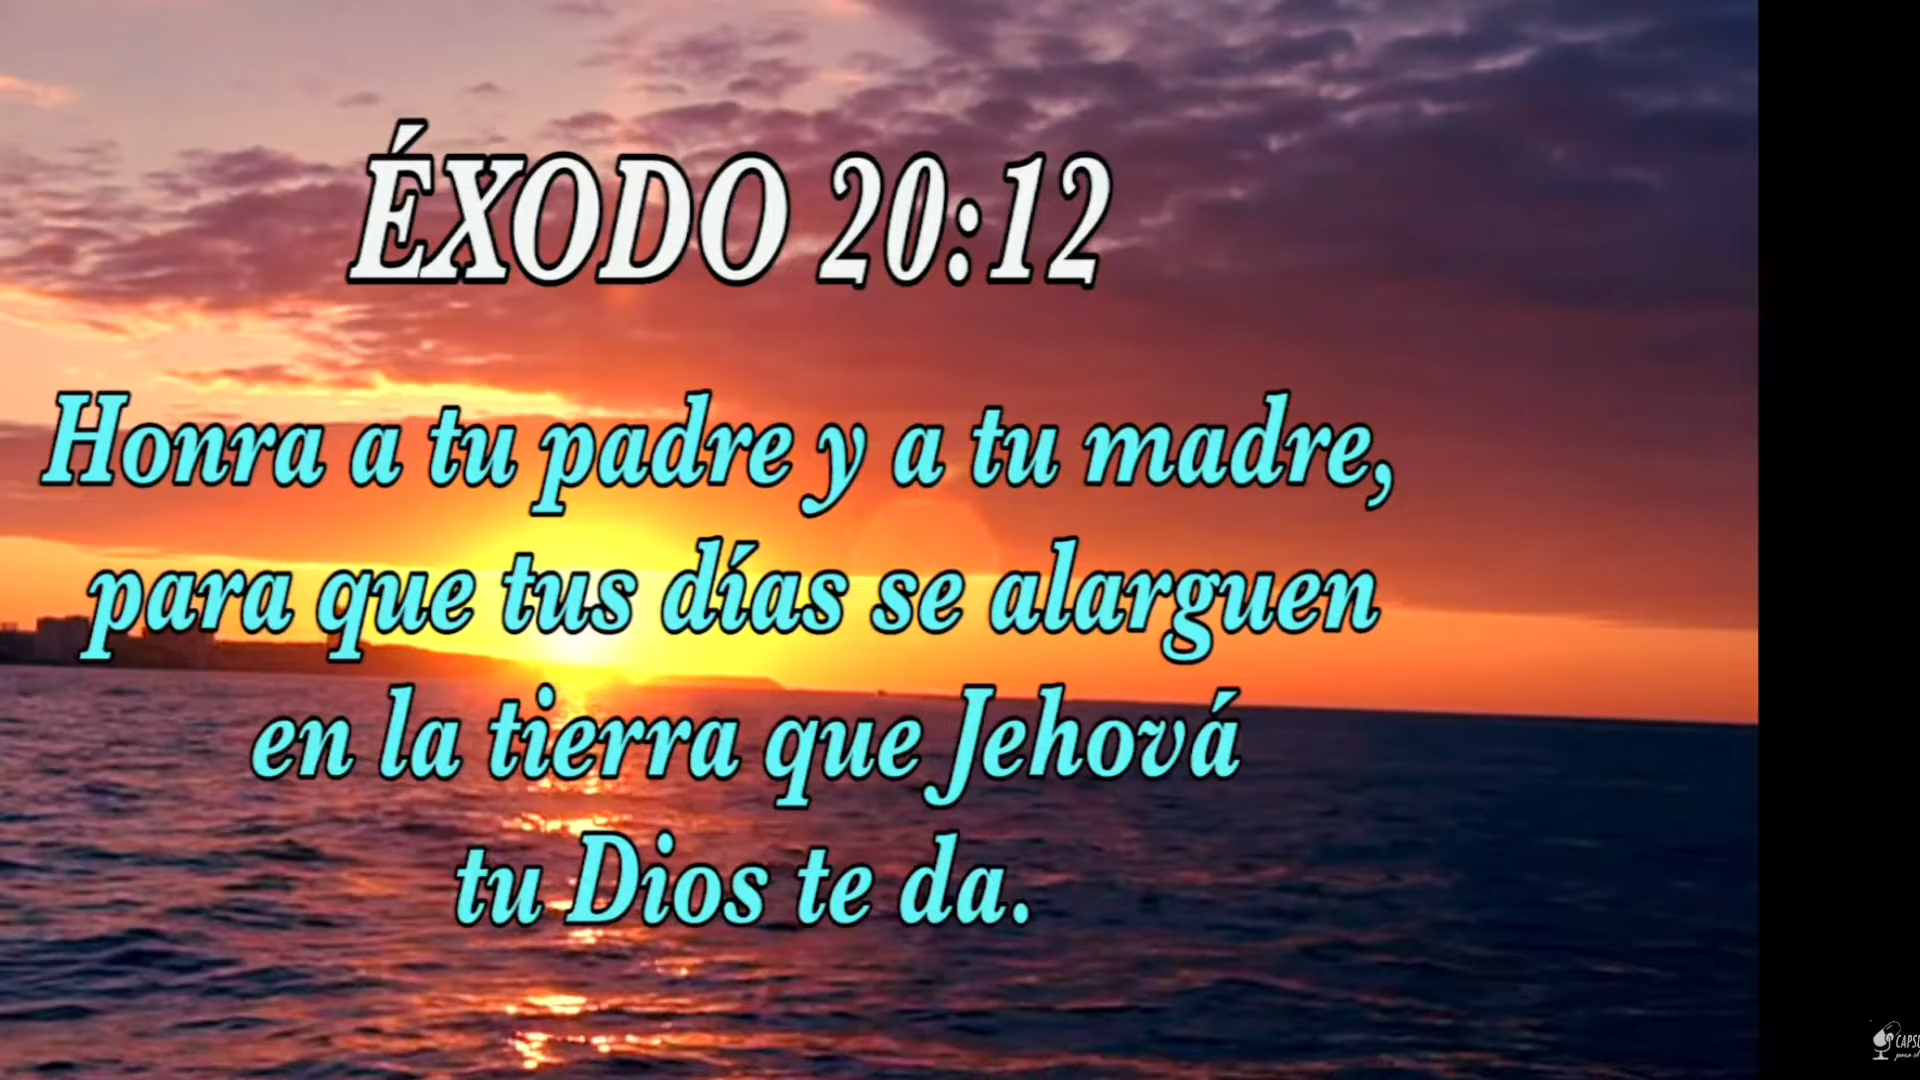 ÉXODO 20:12
Honra a tu padre y a tu madre,
para que tus días se alarguen
en la tierra que Jehová
tu Dios te da.